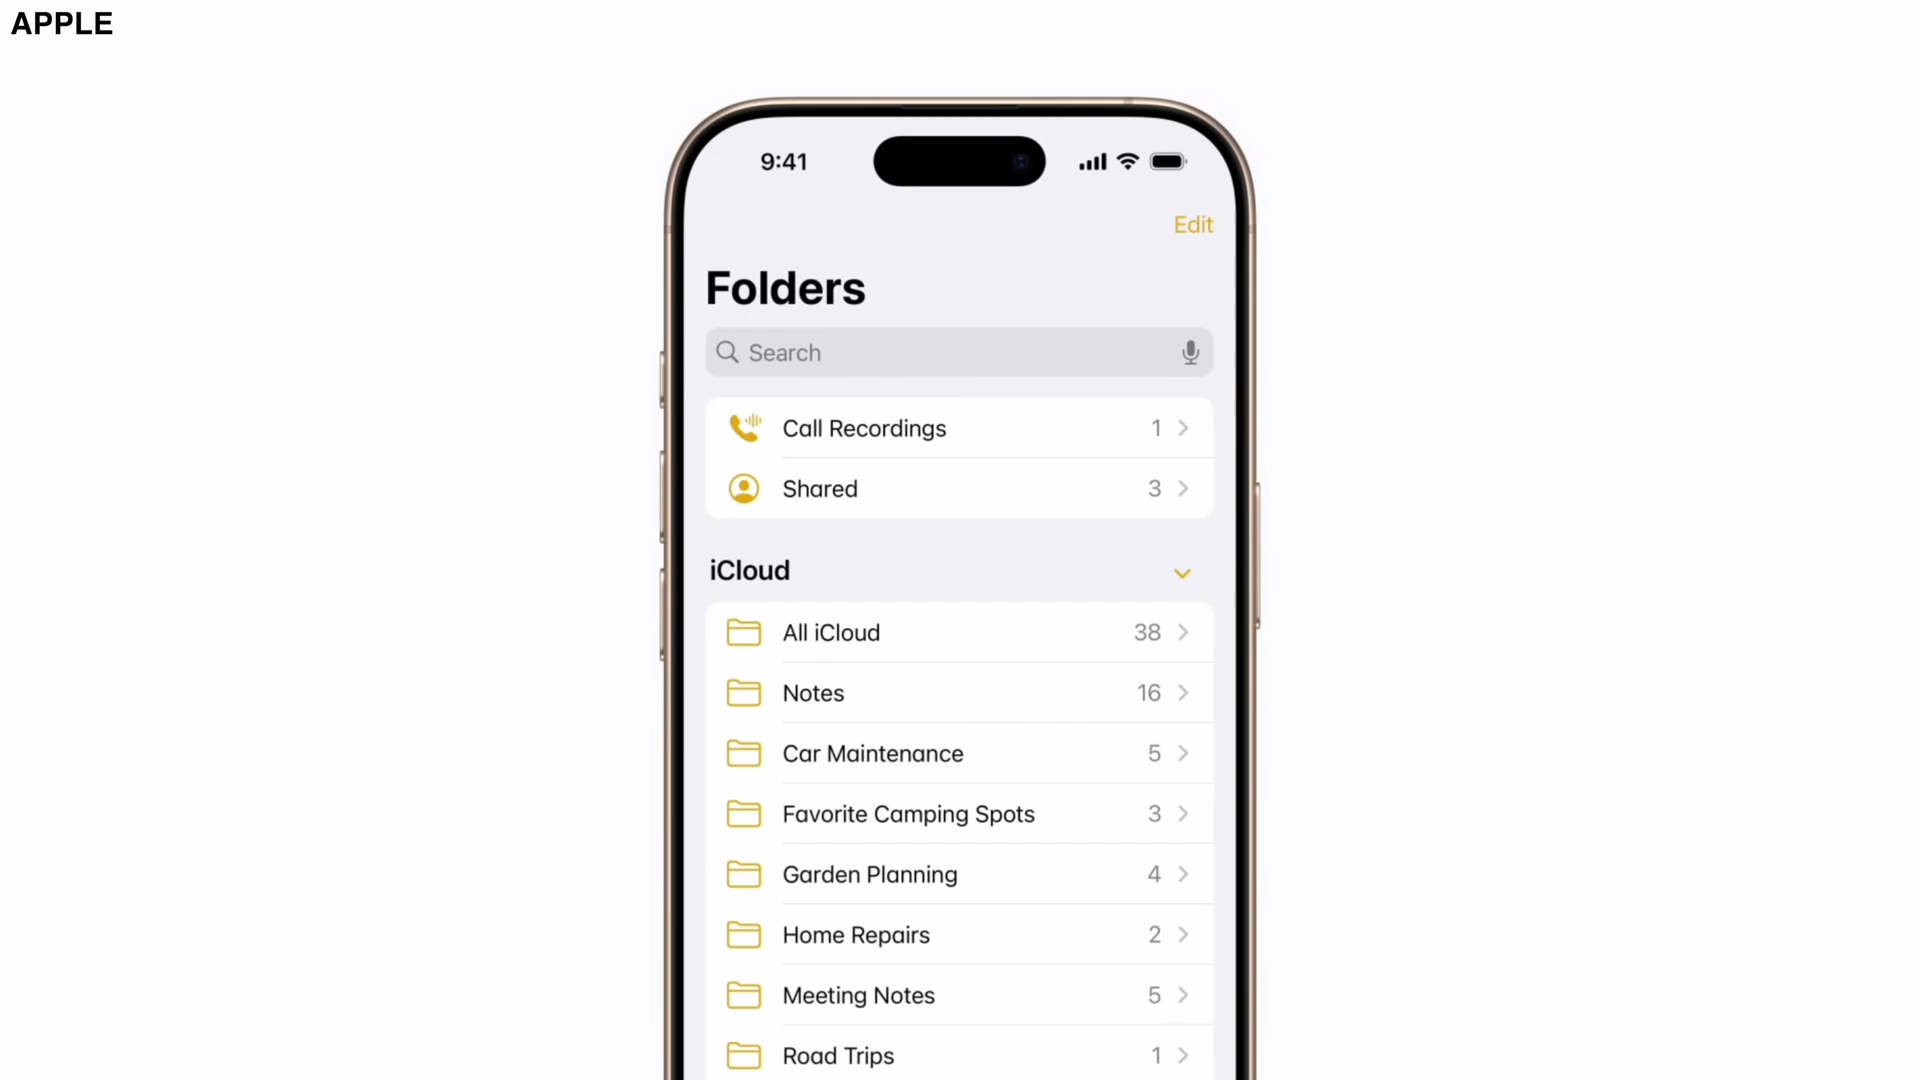 APPLE
9:41
Edit
Folders
Search
Call Recordings 1
Shared 3
iCloud
All iCloud 38
Notes 16
Car Maintenance 5
Favorite Camping Spots 3
Garden Planning 4
Home Repairs 2
Meeting Notes 5
Road Trips 1